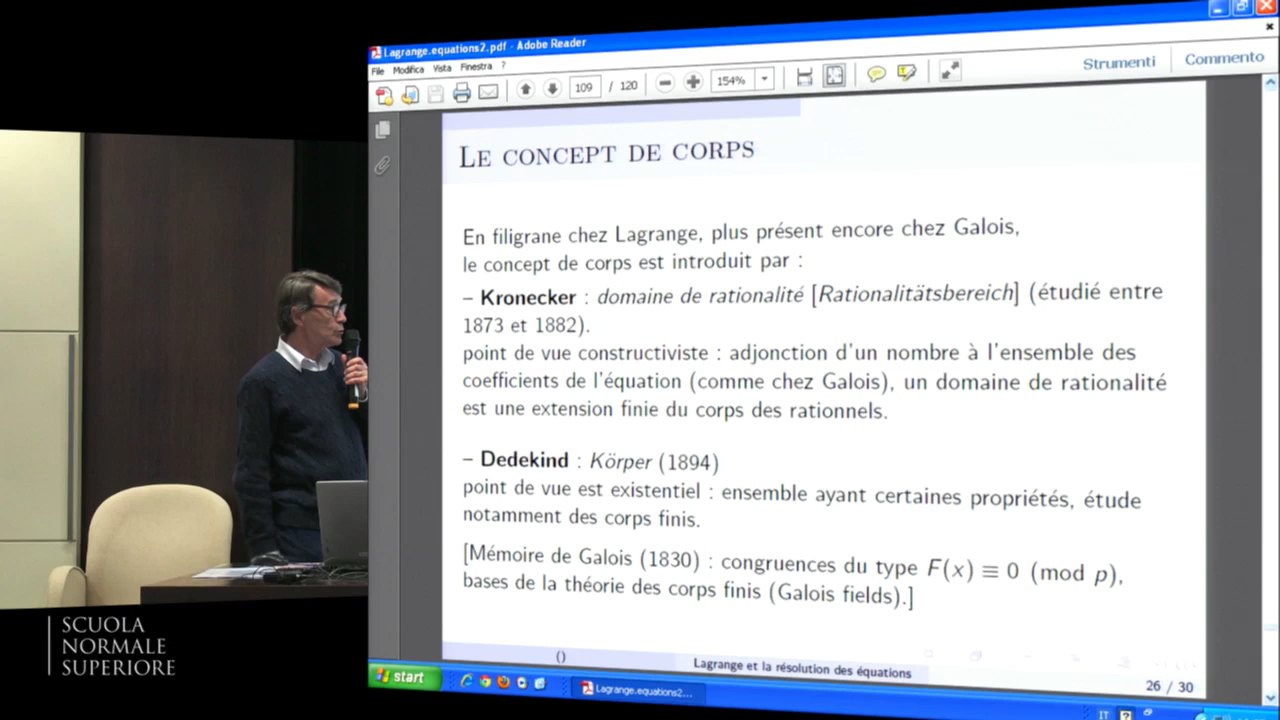 Lagrange.equations2.pdf - Adobe Reader
File Modifica Vista Finestra ?
109 / 120 154% Strumenti Commento
LE CONCEPT DE CORPS
En filigrane chez Lagrange, plus présent encore chez Galois,
le concept de corps est introduit par :
– Kronecker : domaine de rationalité [Rationalitätsbereich] (étudié entre
1873 et 1882).
point de vue constructiviste : adjonction d'un nombre à l'ensemble des
coefficients de l'équation (comme chez Galois), un domaine de rationalité
est une extension finie du corps des rationnels.
– Dedekind : Körper (1894)
point de vue est existentiel : ensemble ayant certaines propriétés, étude
notamment des corps finis.
[Mémoire de Galois (1830) : congruences du type F(x) ≡ 0 (mod p),
bases de la théorie des corps finis (Galois fields).]
() Lagrange et la résolution des équations 26 / 30
start Lagrange.equations2... IT
SCUOLA
NORMALE
SUPERIORE